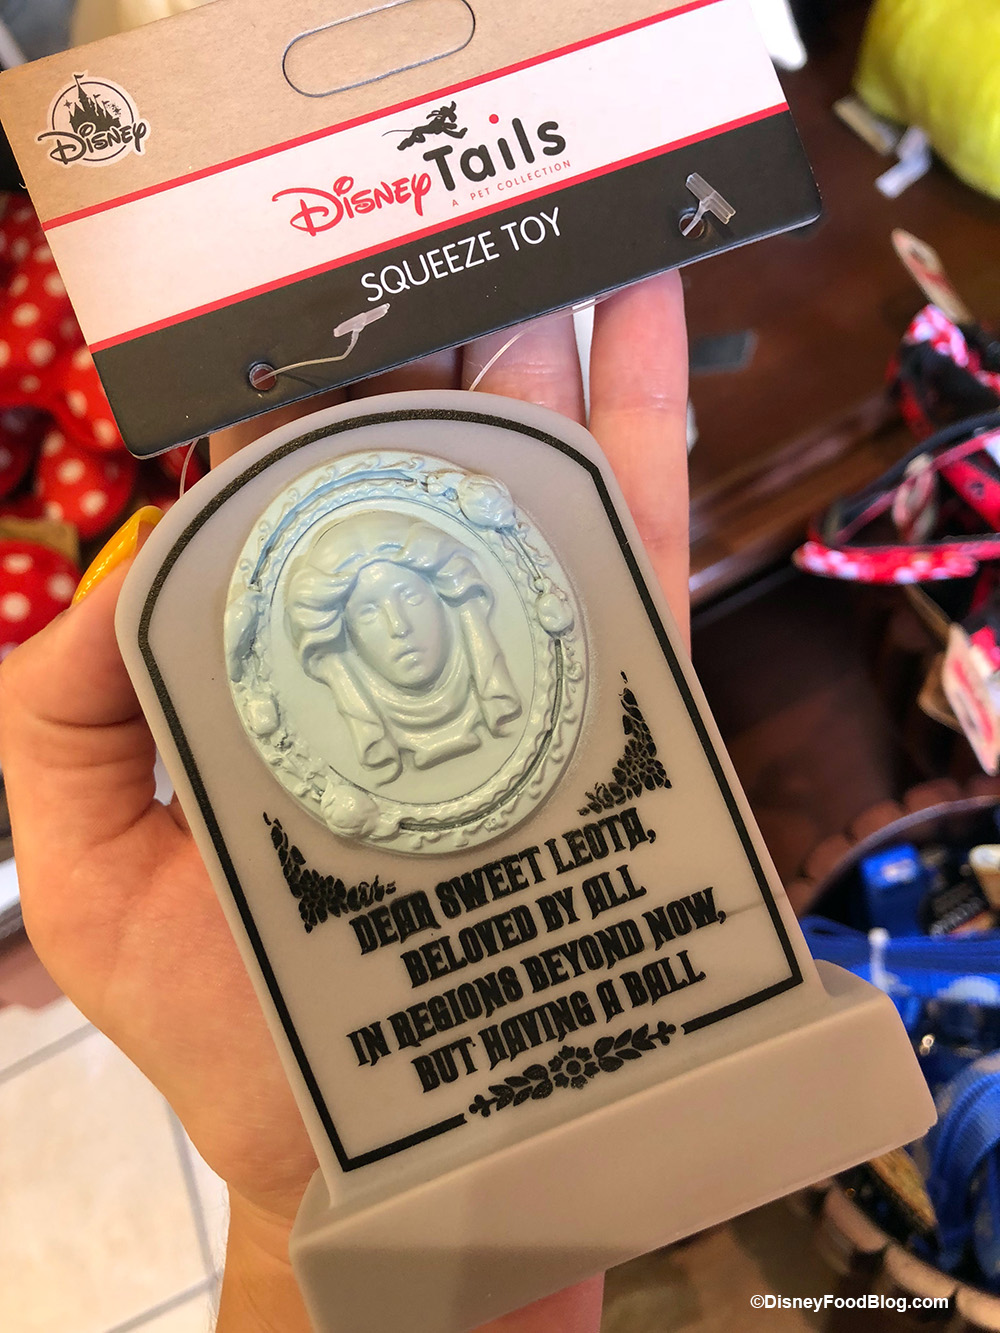 Disney
Disney Tails
A PET COLLECTION
SQUEEZE TOY
DEAR SWEET LEOTA,
BELOVED BY ALL
IN REGIONS BEYOND NOW,
BUT HAVING A BALL
©DisneyFoodBlog.com